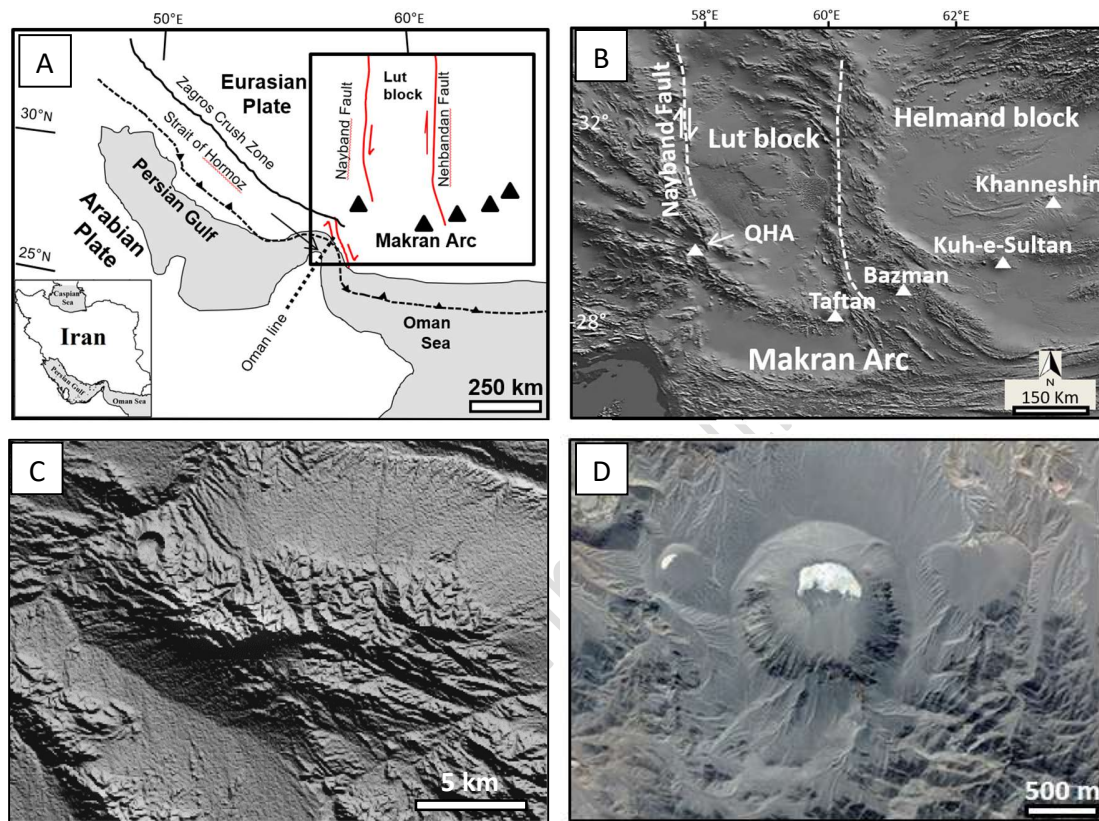 50°E
60°E
A
Eurasian
Plate
Zagros Crush Zone
Strait of Hormoz
30°N
Persian Gulf
Arabian
Plate
25°N
Nayband Fault
Lut
block
Nehbandan Fault
Makran Arc
Oman line
Oman
Sea
250 km
Caspian
Sea
Iran
Persian Gulf
Oman Sea
58°E
60°E
62°E
B
32°
Nayband Fault
Lut block
Helmand block
Khanneshin
QHA
Kuh-e-Sultan
Bazman
Taftan
28°
Makran Arc
N
150 Km
C
5 km
D
500 m